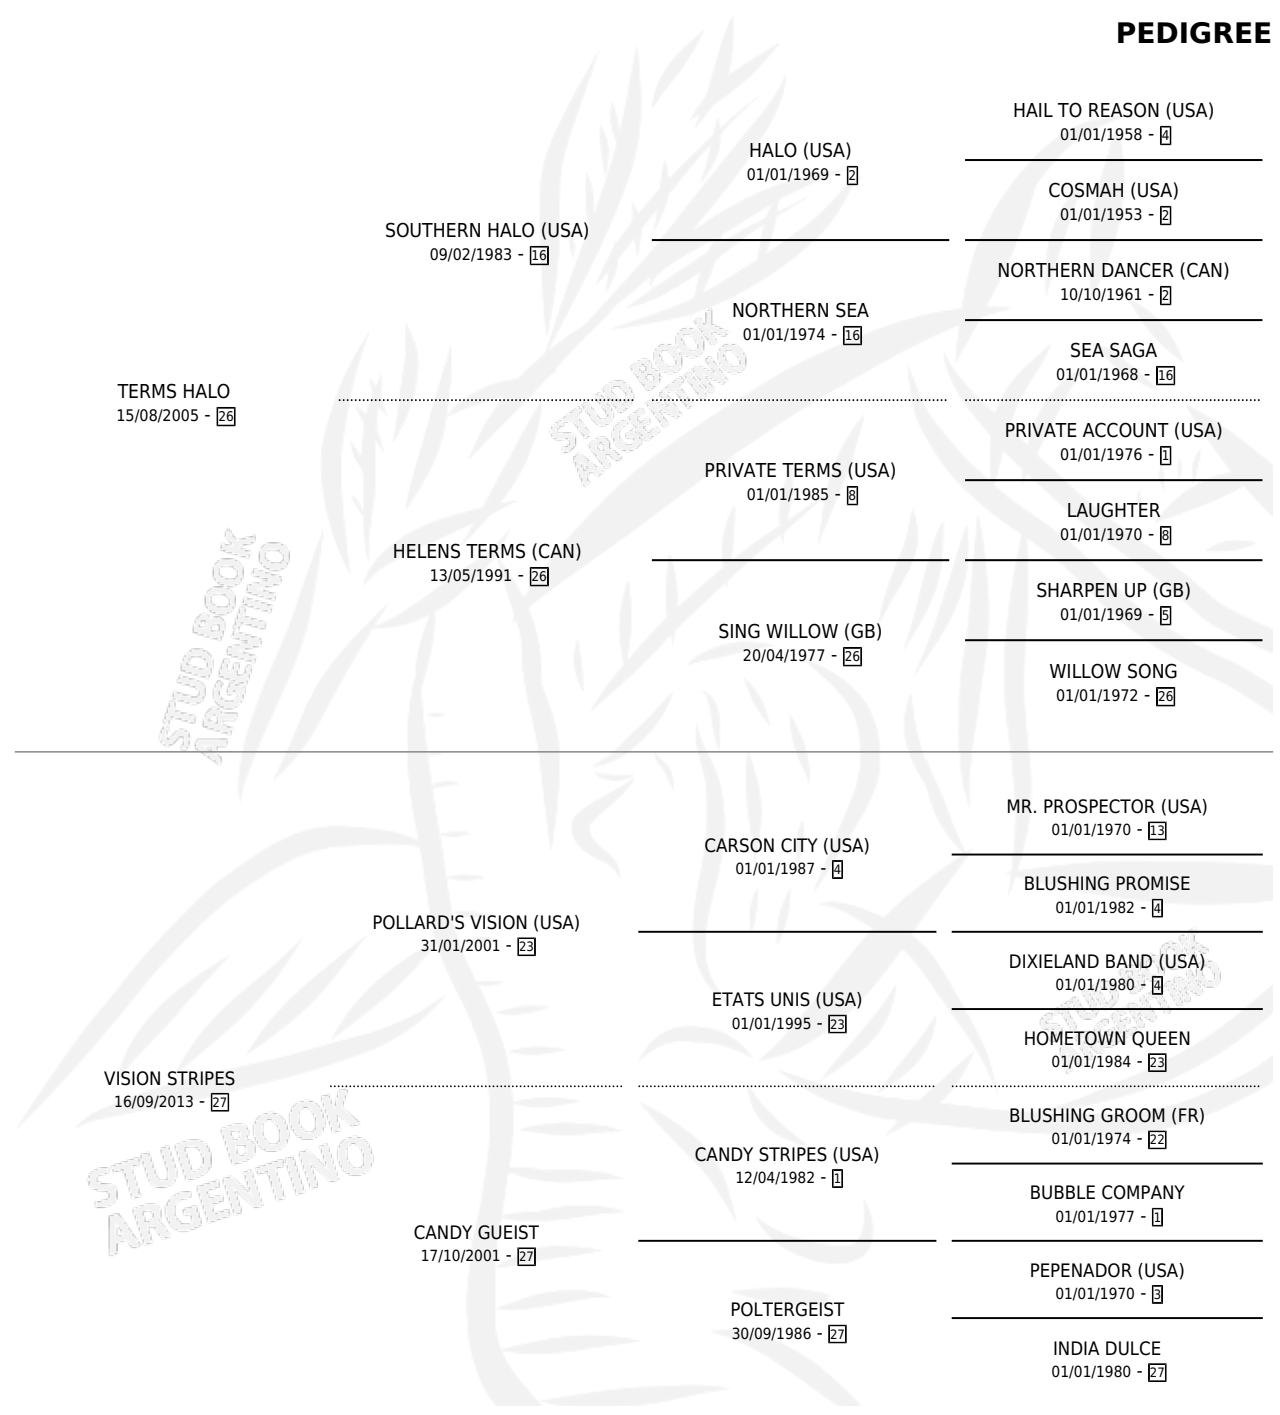 PEDIGREE
HAIL TO REASON (USA)
01/01/1958 - 4
HALO (USA)
01/01/1969 - 2
COSMAH (USA)
01/01/1953 - 2
SOUTHERN HALO (USA)
09/02/1983 - 16
NORTHERN DANCER (CAN)
10/10/1961 - 2
NORTHERN SEA
01/01/1974 - 16
SEA SAGA
01/01/1968 - 16
TERMS HALO
15/08/2005 - 26
PRIVATE ACCOUNT (USA)
01/01/1976 - 1
PRIVATE TERMS (USA)
01/01/1985 - 8
LAUGHTER
01/01/1970 - 8
HELENS TERMS (CAN)
13/05/1991 - 26
SHARPEN UP (GB)
01/01/1969 - 5
SING WILLOW (GB)
20/04/1977 - 26
WILLOW SONG
01/01/1972 - 26
STUD BOOK
ARGENTINO
STUD BOOK
ARGENTINO
MR. PROSPECTOR (USA)
01/01/1970 - 13
CARSON CITY (USA)
01/01/1987 - 4
BLUSHING PROMISE
01/01/1982 - 4
POLLARD'S VISION (USA)
31/01/2001 - 23
DIXIELAND BAND (USA)
01/01/1980 - 4
ETATS UNIS (USA)
01/01/1995 - 23
HOMETOWN QUEEN
01/01/1984 - 23
STUD BOOK
ARGENTINO
VISION STRIPES
16/09/2013 - 27
BLUSHING GROOM (FR)
01/01/1974 - 22
CANDY STRIPES (USA)
12/04/1982 - 1
BUBBLE COMPANY
01/01/1977 - 1
STUD BOOK
ARGENTINO
CANDY GUEIST
17/10/2001 - 27
PEPENADOR (USA)
01/01/1970 - 3
POLTERGEIST
30/09/1986 - 27
INDIA DULCE
01/01/1980 - 27